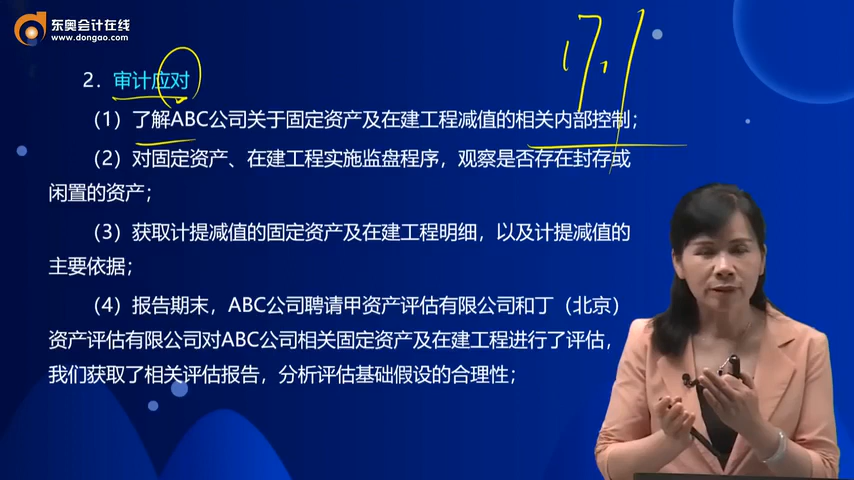 东奥会计在线
www.dongao.com
2. 审计应对
（1）了解ABC公司关于固定资产及在建工程减值的相关内部控制；
（2）对固定资产、在建工程实施监盘程序，观察是否存在封存或
闲置的资产；
（3）获取计提减值的固定资产及在建工程明细，以及计提减值的
主要依据；
（4）报告期末，ABC公司聘请甲资产评估有限公司和丁（北京）
资产评估有限公司对ABC公司相关固定资产及在建工程进行了评估，
我们获取了相关评估报告，分析评估基础假设的合理性；